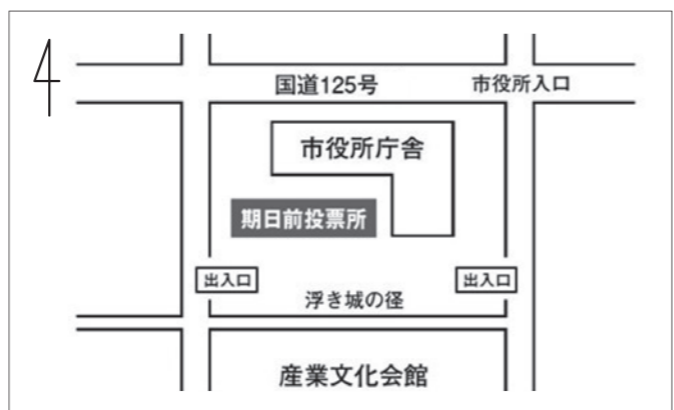 国道125号
市役所入口
市役所庁舎
期日前投票所
出入口
出入口
浮き城の径
産業文化会館